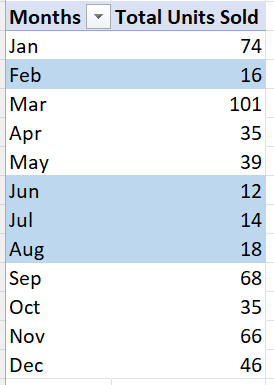 Months Total Units Sold
Jan 74
Feb 16
Mar 101
Apr 35
May 39
Jun 12
Jul 14
Aug 18
Sep 68
Oct 35
Nov 66
Dec 46